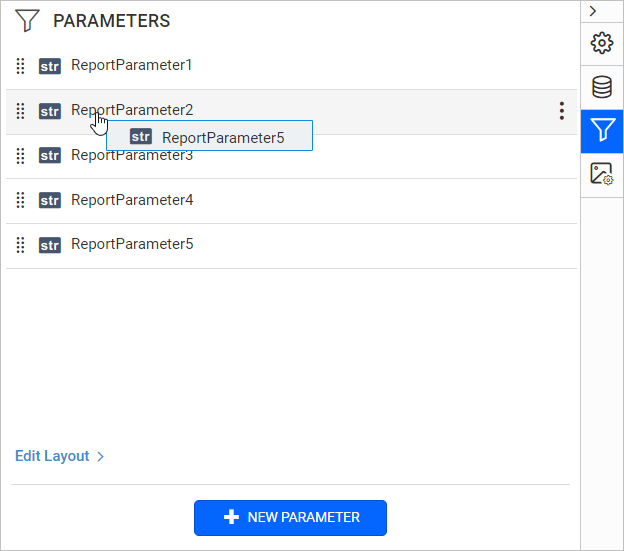 PARAMETERS
str ReportParameter1
str ReportParameter2
str ReportParameter5
str ReportParameter3
str ReportParameter4
str ReportParameter5
Edit Layout
NEW PARAMETER